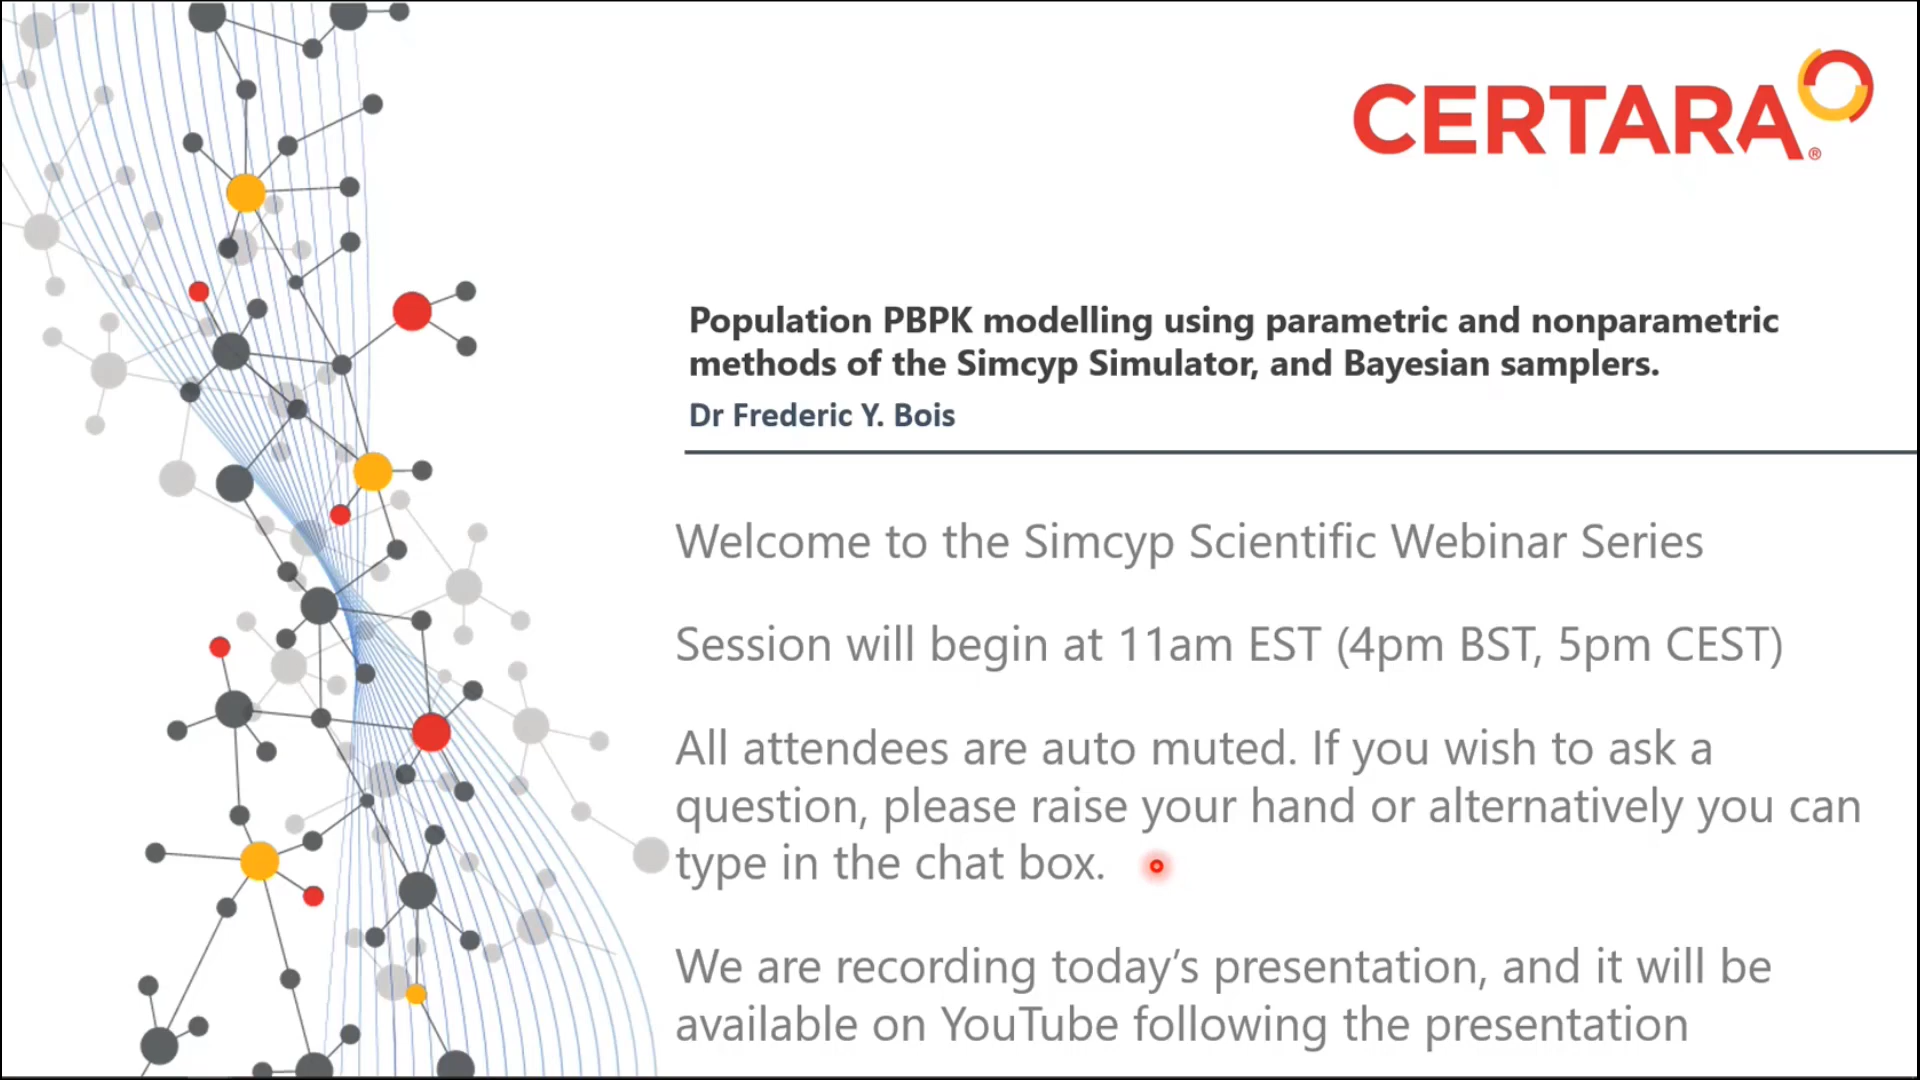 CERTARA®
Population PBPK modelling using parametric and nonparametric
methods of the Simcyp Simulator, and Bayesian samplers.
Dr Frederic Y. Bois
Welcome to the Simcyp Scientific Webinar Series
Session will begin at 11am EST (4pm BST, 5pm CEST)
All attendees are auto muted. If you wish to ask a
question, please raise your hand or alternatively you can
type in the chat box.
We are recording today’s presentation, and it will be
available on YouTube following the presentation